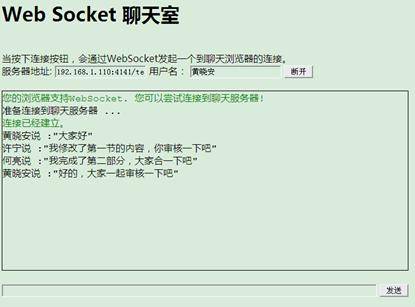 Web Socket 聊天室
当按下连接按钮，会通过WebSocket发起一个到聊天浏览器的连接。
服务器地址: 192.168.1.110:4141/te 用户名: 黄晓安 断开
您的浏览器支持WebSocket. 您可以尝试连接到聊天服务器!
准备连接到聊天服务器 ...
连接已经建立。
黄晓安说 :"大家好"
许宁说 :"我修改了第一节的内容，你审核一下吧"
何亮说 :"我完成了第二部分，大家合一下吧"
黄晓安说 :"好的，大家一起审核一下吧"
发送